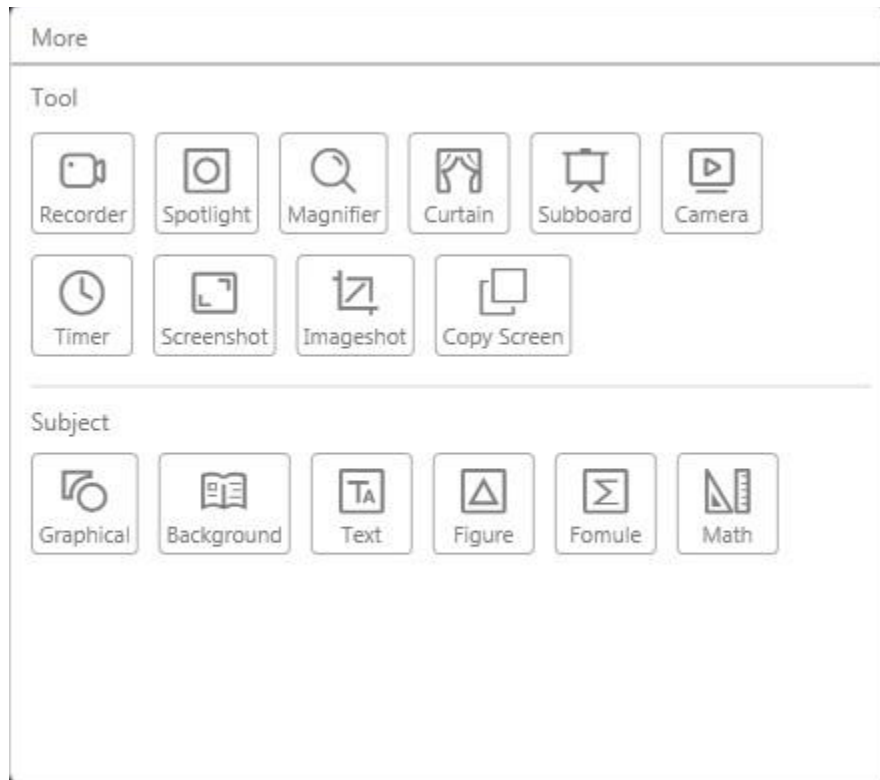 More
Tool
Recorder Spotlight Magnifier Curtain Subboard Camera
Timer Screenshot Imageshot Copy Screen
Subject
Graphical Background Text Figure Fomule Math